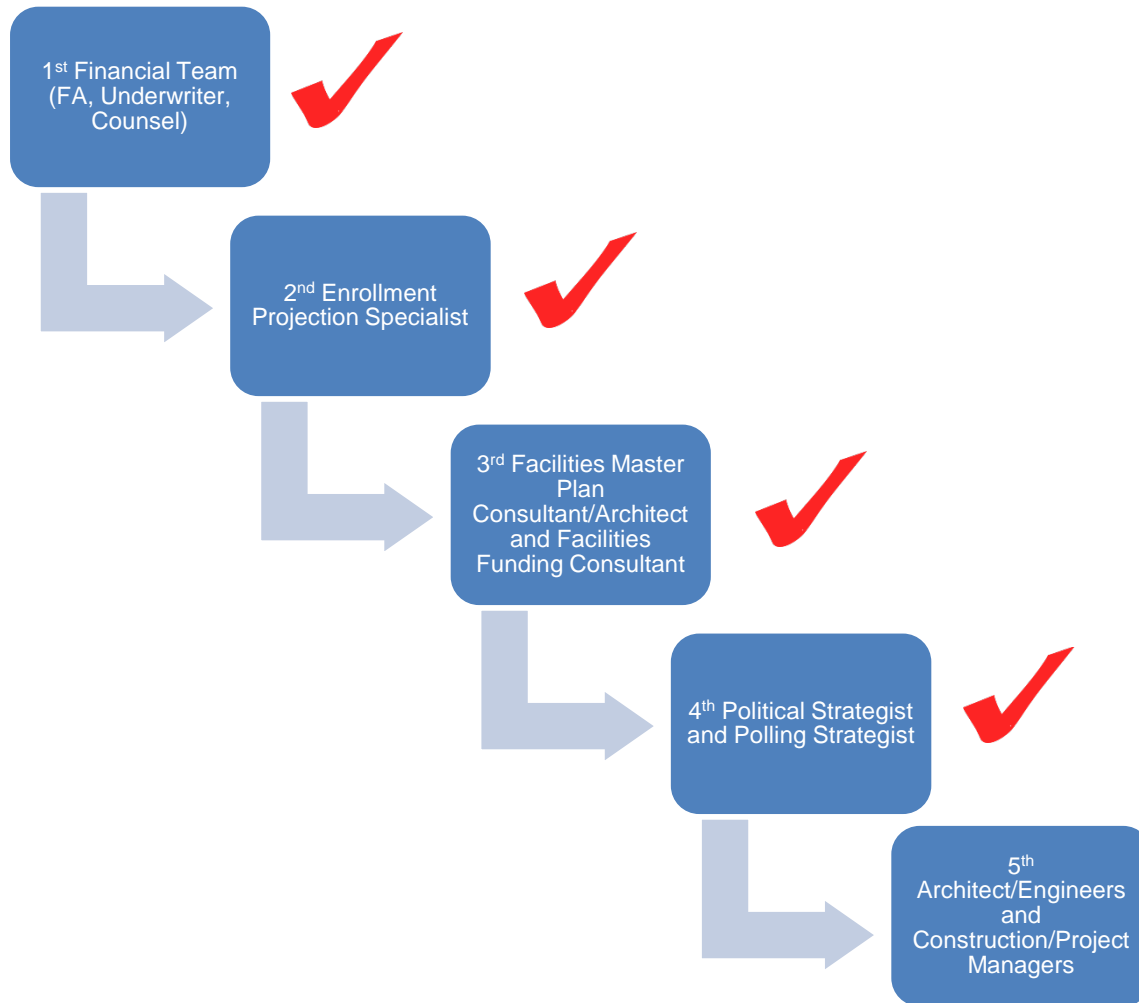 1st Financial Team
(FA, Underwriter,
Counsel)
2nd Enrollment
Projection Specialist
3rd Facilities Master
Plan
Consultant/Architect
and Facilities
Funding Consultant
4th Political Strategist
and Polling Strategist
5th
Architect/Engineers
and
Construction/Project
Managers